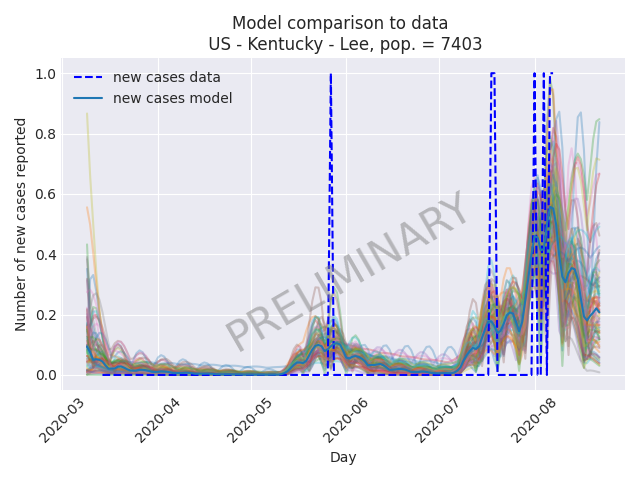 Model comparison to data
US - Kentucky - Lee, pop. = 7403
new cases data
new cases model
PRELIMINARY
Number of new cases reported
1.0
0.8
0.6
0.4
0.2
0.0
2020-03
2020-04
2020-05
2020-06
2020-07
2020-08
Day